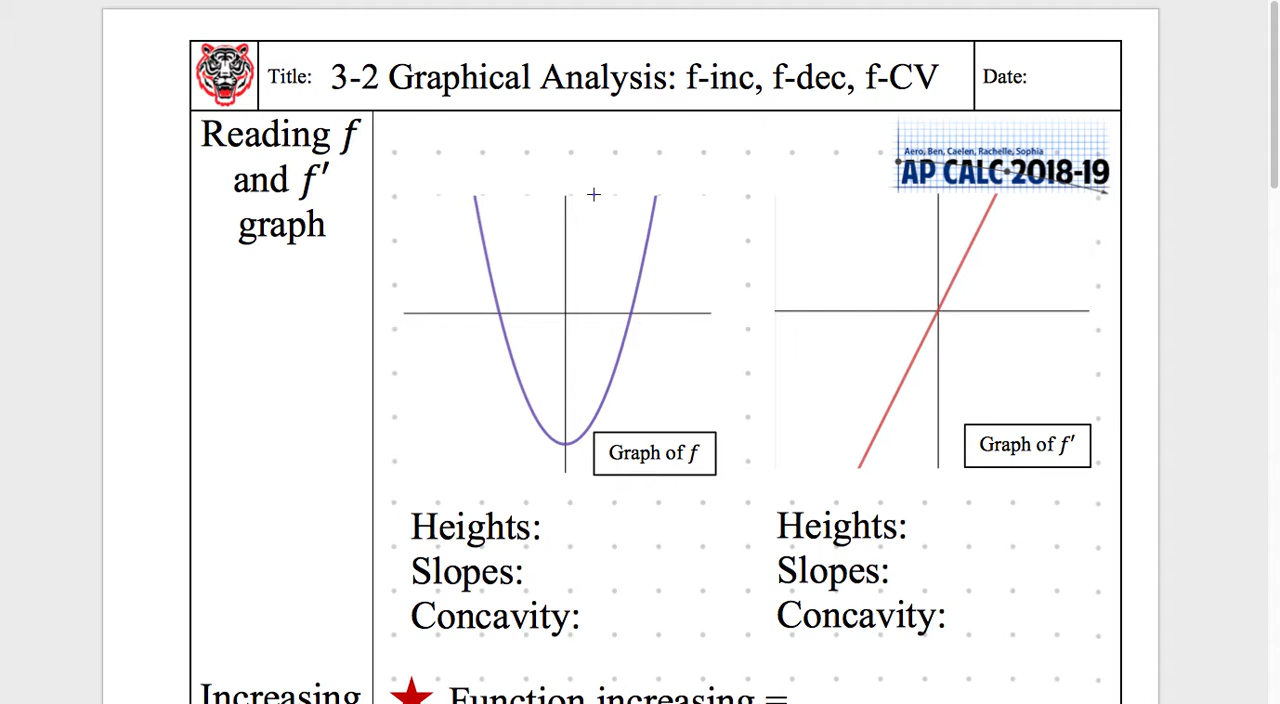 Title: 3-2 Graphical Analysis: f-inc, f-dec, f-CV
Date:
Reading f
and f′
graph
Aero, Ben, Caelen, Rachelle, Sophia
AP CALC 2018-19
Graph of f
Graph of f′
Heights:
Slopes:
Concavity:
Heights:
Slopes:
Concavity:
Increasing
Function increasing =